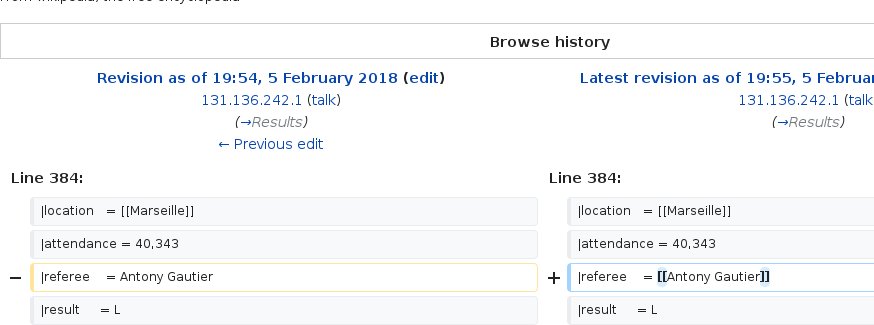 From Wikipedia, the free encyclopedia
Browse history
Revision as of 19:54, 5 February 2018 (edit)
131.136.242.1 (talk)
(→Results)
← Previous edit
Latest revision as of 19:55, 5 Februar
131.136.242.1 (talk
(→Results)
Line 384:
Line 384:
|location = [[Marseille]]
|location = [[Marseille]]
|attendance = 40,343
|attendance = 40,343
− |referee = Antony Gautier
+ |referee = [[Antony Gautier]]
|result = L
|result = L